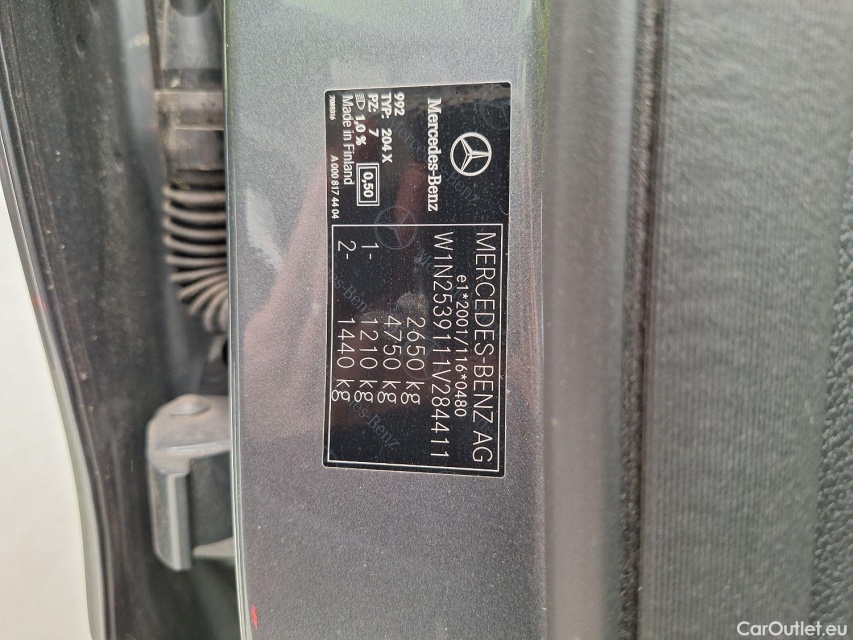 Mercedes-Benz
992
TYP: 204 X
PZ: 7 0,50
1,0 %
Made in Finland A 000 817 44 04
MERCEDES-BENZ AG
e1*2001/116*0480
W1N2539111V284411
2650 kg
4750 kg
1- 1210 kg
2- 1440 kg
Mercedes-Benz
CarOutlet.eu